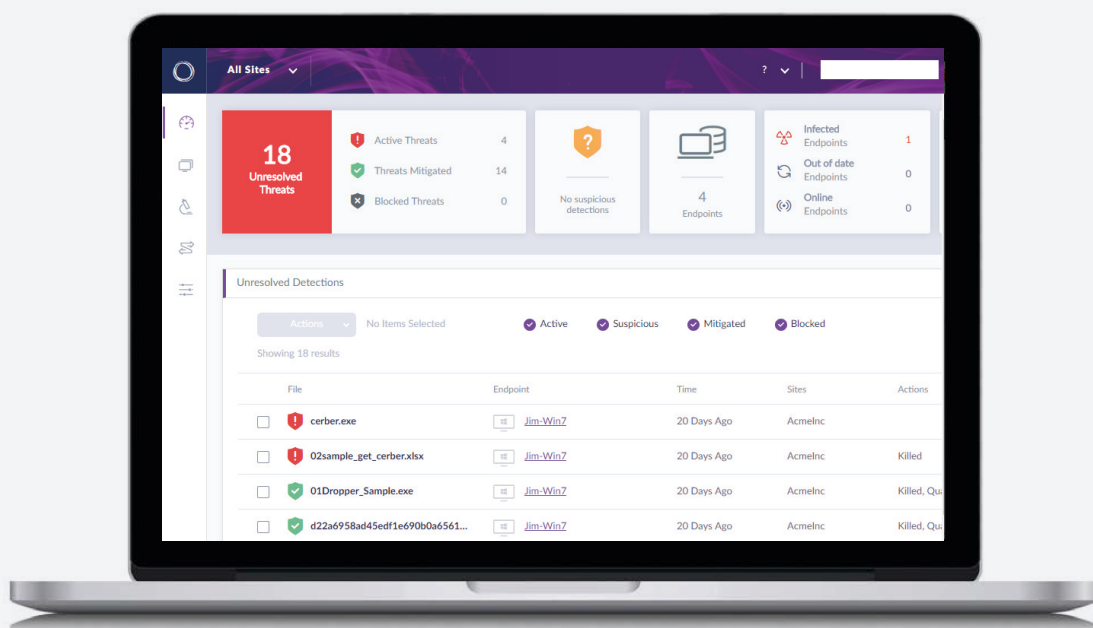 All Sites
?
18
Unresolved
Threats
Active Threats 4
Threats Mitigated 14
Blocked Threats 0
?
No suspicious
detections
4
Endpoints
Infected
Endpoints 1
Out of date
Endpoints 0
Online
Endpoints 0
Unresolved Detections
Actions No Items Selected Active Suspicious Mitigated Blocked
Showing 18 results
File Endpoint Time Sites Actions
cerber.exe Jim-Win7 20 Days Ago AcmeInc
02sample_get_cerber.xlsx Jim-Win7 20 Days Ago AcmeInc Killed
01Dropper_Sample.exe Jim-Win7 20 Days Ago AcmeInc Killed, Qua
d22a6958ad45edf1e690b0a6561... Jim-Win7 20 Days Ago AcmeInc Killed, Qua